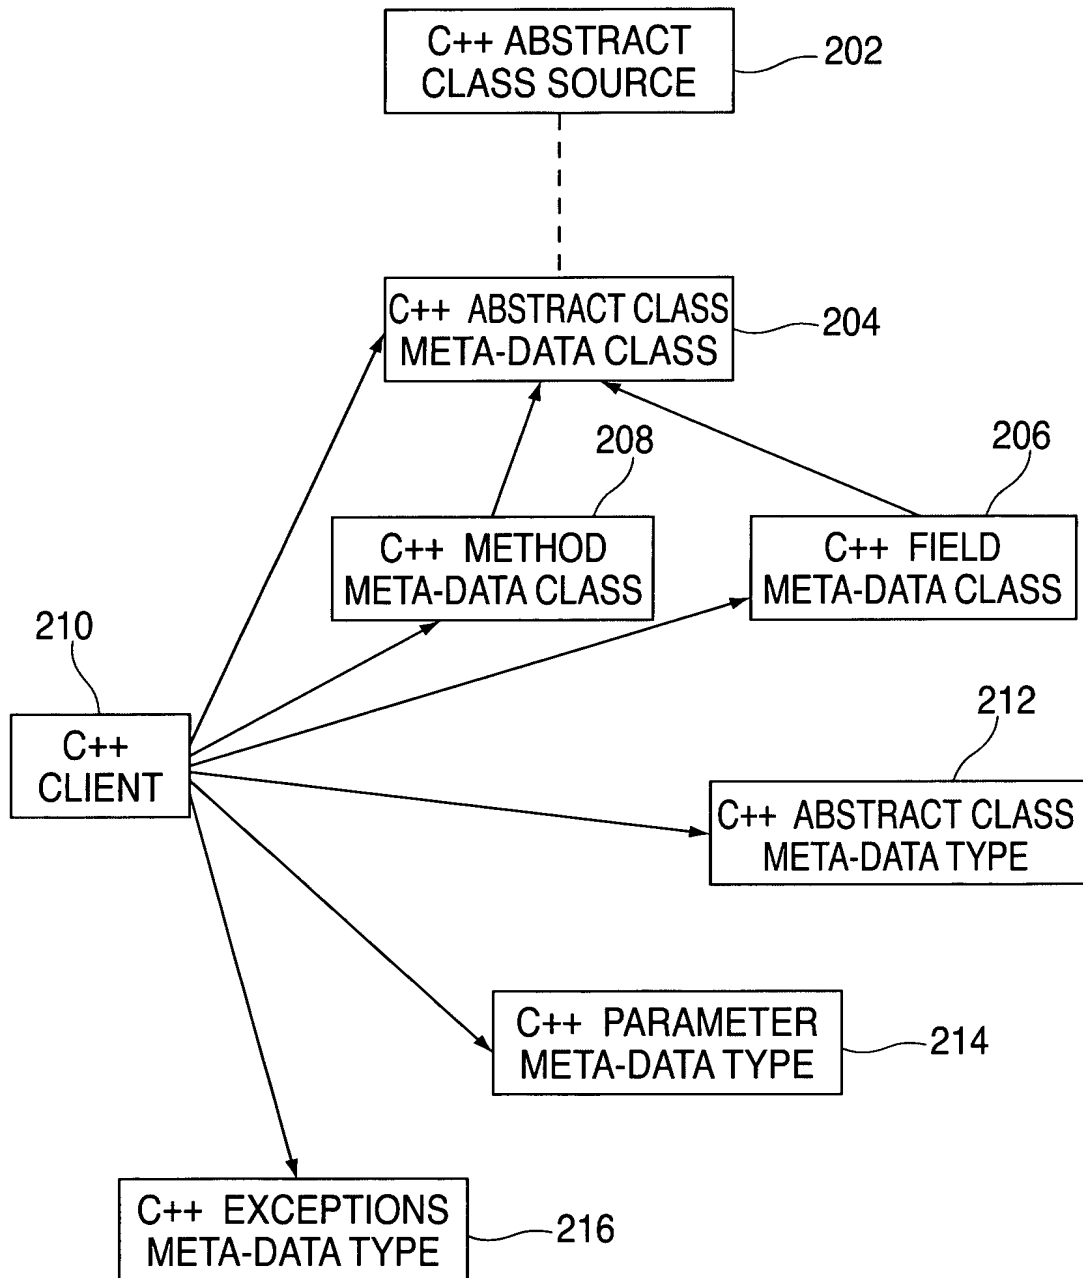 C++ ABSTRACT
CLASS SOURCE
202
C++ ABSTRACT CLASS
META-DATA CLASS
204
208
206
C++ METHOD
META-DATA CLASS
C++ FIELD
META-DATA CLASS
210
C++
CLIENT
212
C++ ABSTRACT CLASS
META-DATA TYPE
C++ PARAMETER
META-DATA TYPE
214
C++ EXCEPTIONS
META-DATA TYPE
216